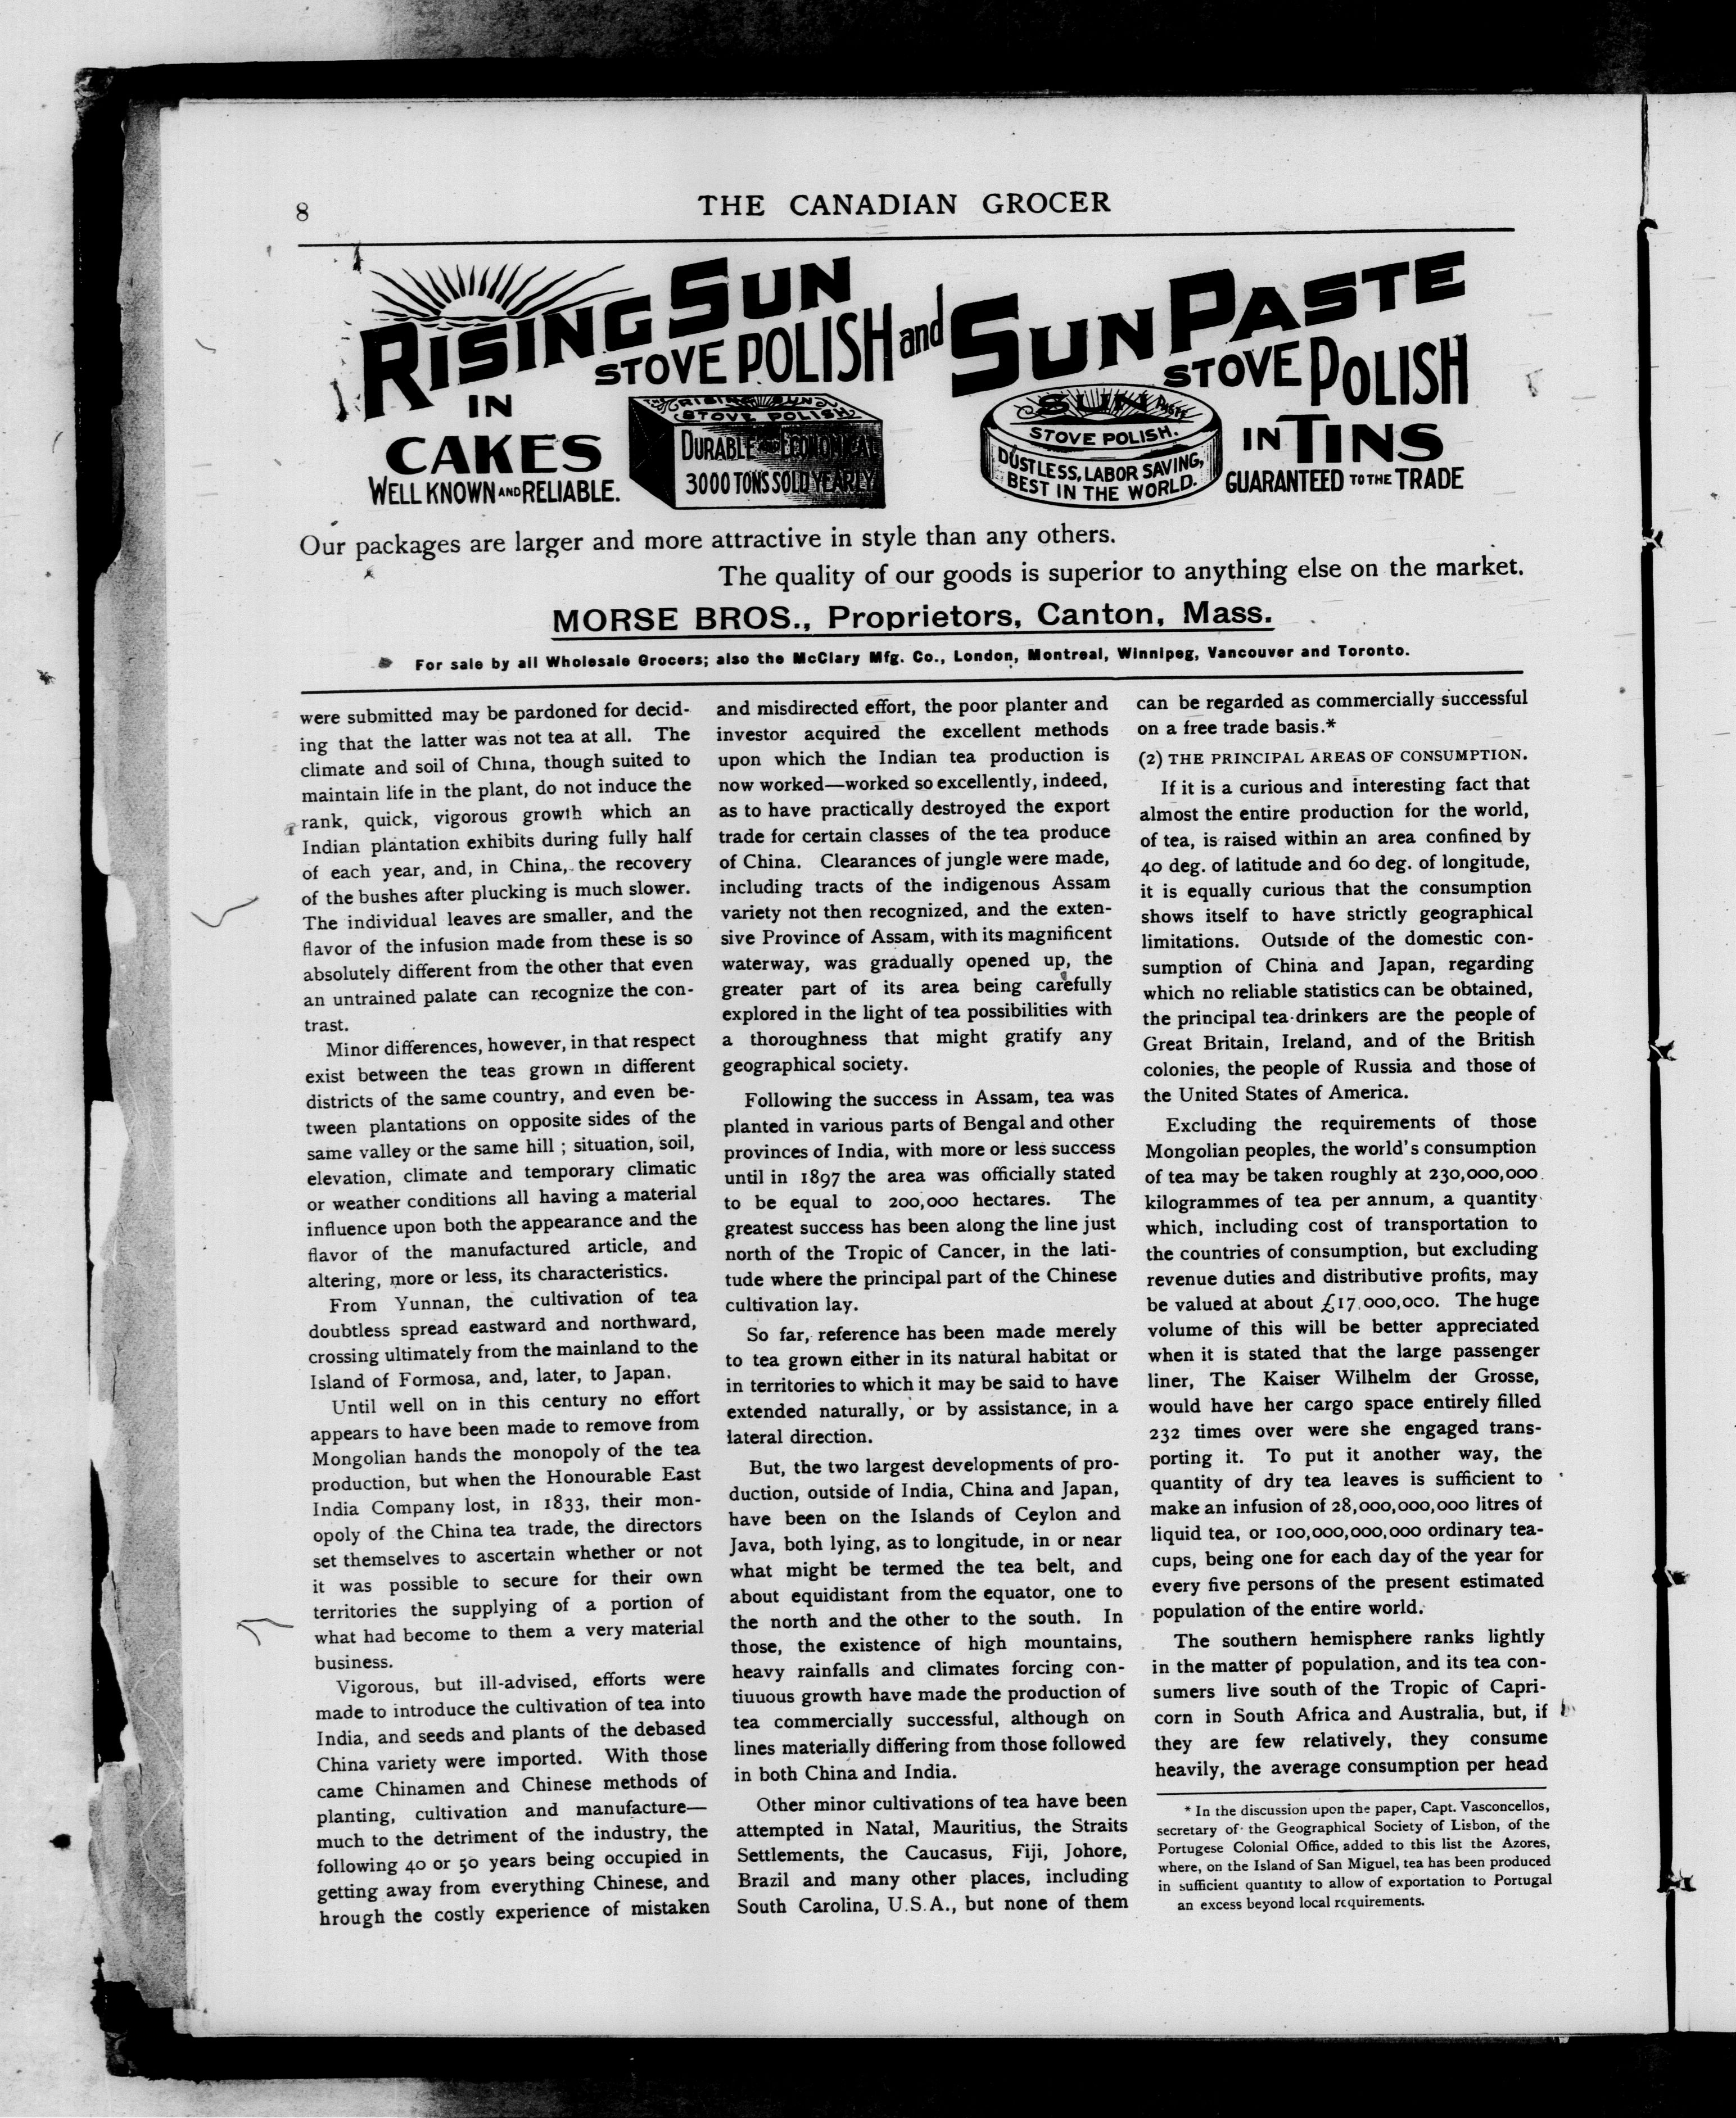 8
THE CANADIAN GROCER
RISING SUN
STOVE POLISH and SUN PASTE
STOVE POLISH
IN
CAKES
WELL KNOWN AND RELIABLE.
RISING SUN
STOVE POLISH
DURABLE AND ECONOMICAL
3000 TONS SOLD YEARLY
SUN PASTE
STOVE POLISH.
DUSTLESS, LABOR SAVING,
BEST IN THE WORLD.
IN TINS
GUARANTEED TO THE TRADE
Our packages are larger and more attractive in style than any others.
The quality of our goods is superior to anything else on the market.
MORSE BROS., Proprietors, Canton, Mass.
For sale by all Wholesale Grocers; also the McClary Mfg. Co., London, Montreal, Winnipeg, Vancouver and Toronto.
were submitted may be pardoned for decid-
ing that the latter was not tea at all. The
climate and soil of China, though suited to
maintain life in the plant, do not induce the
rank, quick, vigorous growth which an
Indian plantation exhibits during fully half
of each year, and, in China, the recovery
of the bushes after plucking is much slower.
The individual leaves are smaller, and the
flavor of the infusion made from these is so
absolutely different from the other that even
an untrained palate can recognize the con-
trast.
Minor differences, however, in that respect
exist between the teas grown in different
districts of the same country, and even be-
tween plantations on opposite sides of the
same valley or the same hill ; situation, soil,
elevation, climate and temporary climatic
or weather conditions all having a material
influence upon both the appearance and the
flavor of the manufactured article, and
altering, more or less, its characteristics.
From Yunnan, the cultivation of tea
doubtless spread eastward and northward,
crossing ultimately from the mainland to the
Island of Formosa, and, later, to Japan.
Until well on in this century no effort
appears to have been made to remove from
Mongolian hands the monopoly of the tea
production, but when the Honourable East
India Company lost, in 1833, their mon-
opoly of the China tea trade, the directors
set themselves to ascertain whether or not
it was possible to secure for their own
territories the supplying of a portion of
what had become to them a very material
business.
Vigorous, but ill-advised, efforts were
made to introduce the cultivation of tea into
India, and seeds and plants of the debased
China variety were imported. With those
came Chinamen and Chinese methods of
planting, cultivation and manufacture—
much to the detriment of the industry, the
following 40 or 50 years being occupied in
getting away from everything Chinese, and
hrough the costly experience of mistaken
and misdirected effort, the poor planter and
investor acquired the excellent methods
upon which the Indian tea production is
now worked—worked so excellently, indeed,
as to have practically destroyed the export
trade for certain classes of the tea produce
of China. Clearances of jungle were made,
including tracts of the indigenous Assam
variety not then recognized, and the exten-
sive Province of Assam, with its magnificent
waterway, was gradually opened up, the
greater part of its area being carefully
explored in the light of tea possibilities with
a thoroughness that might gratify any
geographical society.
Following the success in Assam, tea was
planted in various parts of Bengal and other
provinces of India, with more or less success
until in 1897 the area was officially stated
to be equal to 200,000 hectares. The
greatest success has been along the line just
north of the Tropic of Cancer, in the lati-
tude where the principal part of the Chinese
cultivation lay.
So far, reference has been made merely
to tea grown either in its natural habitat or
in territories to which it may be said to have
extended naturally, or by assistance, in a
lateral direction.
But, the two largest developments of pro-
duction, outside of India, China and Japan,
have been on the Islands of Ceylon and
Java, both lying, as to longitude, in or near
what might be termed the tea belt, and
about equidistant from the equator, one to
the north and the other to the south. In
those, the existence of high mountains,
heavy rainfalls and climates forcing con-
tiuuous growth have made the production of
tea commercially successful, although on
lines materially differing from those followed
in both China and India.
Other minor cultivations of tea have been
attempted in Natal, Mauritius, the Straits
Settlements, the Caucasus, Fiji, Johore,
Brazil and many other places, including
South Carolina, U.S.A., but none of them
can be regarded as commercially successful
on a free trade basis.*
(2) THE PRINCIPAL AREAS OF CONSUMPTION.
If it is a curious and interesting fact that
almost the entire production for the world,
of tea, is raised within an area confined by
40 deg. of latitude and 60 deg. of longitude,
it is equally curious that the consumption
shows itself to have strictly geographical
limitations. Outside of the domestic con-
sumption of China and Japan, regarding
which no reliable statistics can be obtained,
the principal tea-drinkers are the people of
Great Britain, Ireland, and of the British
colonies, the people of Russia and those of
the United States of America.
Excluding the requirements of those
Mongolian peoples, the world's consumption
of tea may be taken roughly at 230,000,000
kilogrammes of tea per annum, a quantity
which, including cost of transportation to
the countries of consumption, but excluding
revenue duties and distributive profits, may
be valued at about £17,000,000. The huge
volume of this will be better appreciated
when it is stated that the large passenger
liner, The Kaiser Wilhelm der Grosse,
would have her cargo space entirely filled
232 times over were she engaged trans-
porting it. To put it another way, the
quantity of dry tea leaves is sufficient to
make an infusion of 28,000,000,000 litres of
liquid tea, or 100,000,000,000 ordinary tea-
cups, being one for each day of the year for
every five persons of the present estimated
population of the entire world.
The southern hemisphere ranks lightly
in the matter of population, and its tea con-
sumers live south of the Tropic of Capri-
corn in South Africa and Australia, but, if
they are few relatively, they consume
heavily, the average consumption per head
* In the discussion upon the paper, Capt. Vasconcellos,
secretary of the Geographical Society of Lisbon, of the
Portugese Colonial Office, added to this list the Azores,
where, on the Island of San Miguel, tea has been produced
in sufficient quantity to allow of exportation to Portugal
an excess beyond local requirements.